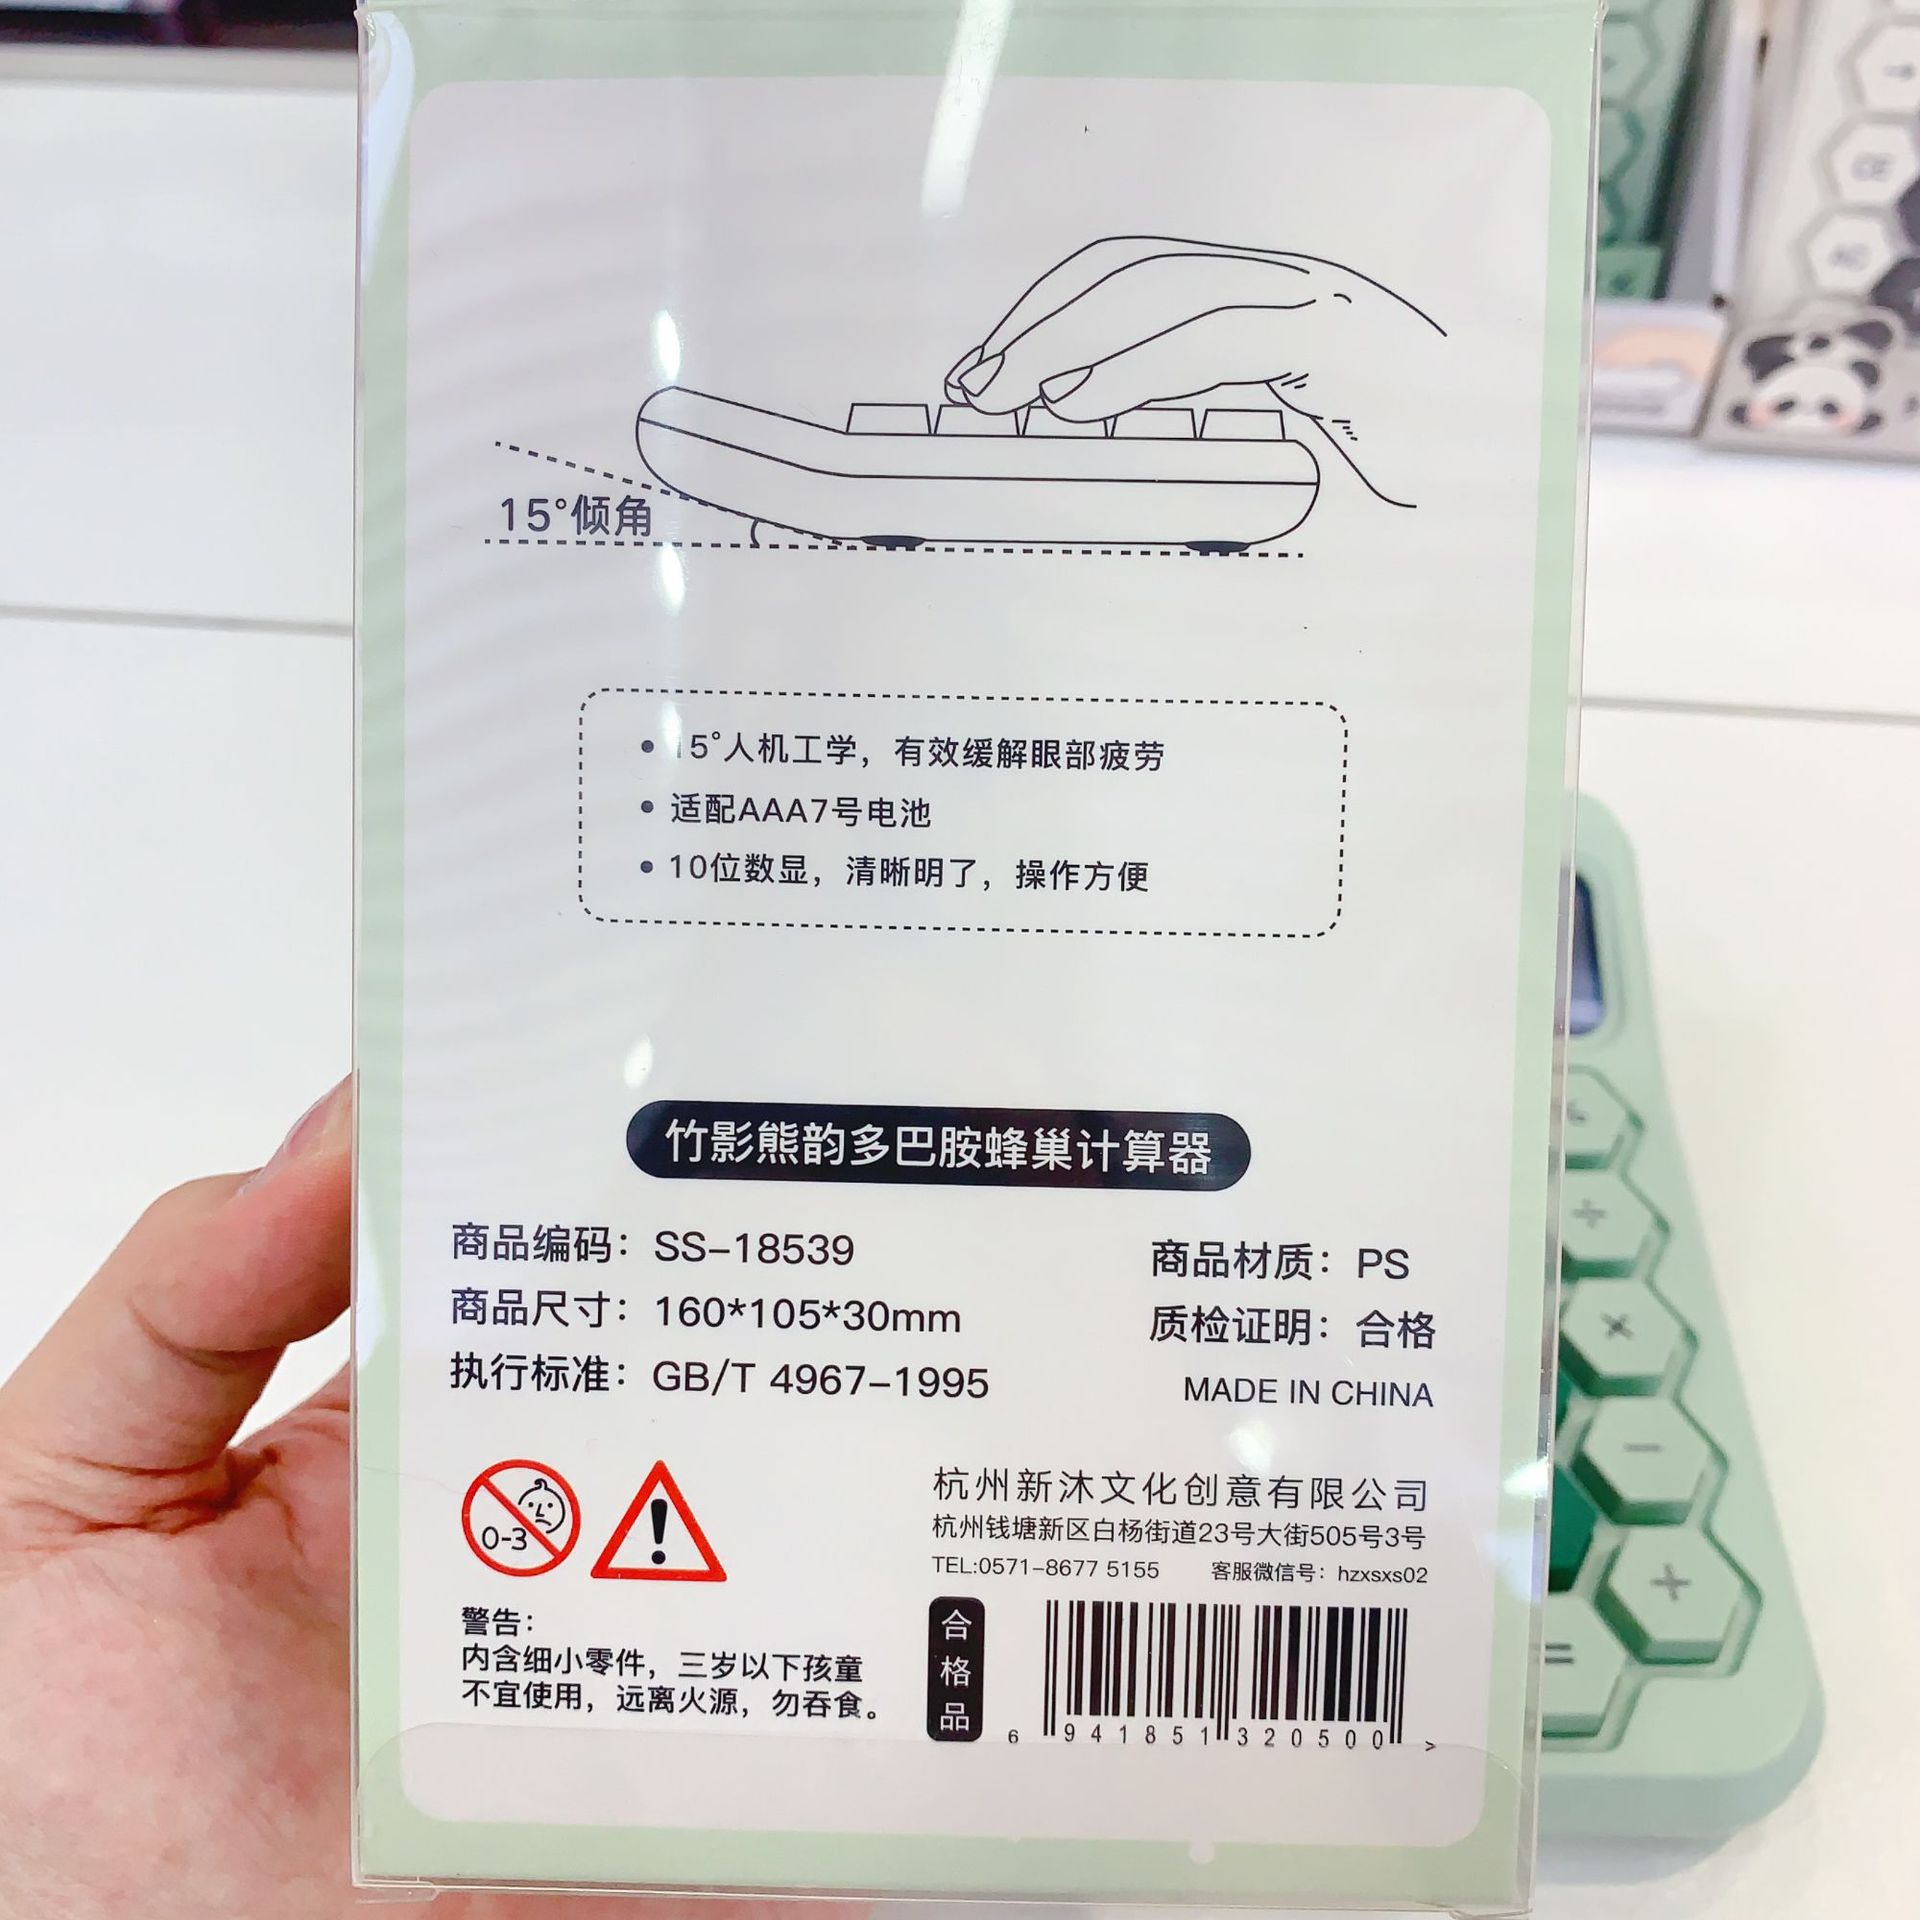 15°倾角
15°人机工学，有效缓解眼部疲劳
适配AAA7号电池
10位数显，清晰明了，操作方便
竹影熊韵多巴胺蜂巢计算器
商品编码：SS-18539
商品尺寸：160*105*30mm
执行标准：GB/T 4967-1995
商品材质：PS
质检证明：合格
MADE IN CHINA
0-3
警告：
内含细小零件，三岁以下孩童
不宜使用，远离火源，勿吞食。
杭州新沐文化创意有限公司
杭州钱塘新区白杨街道23号大街505号3号
TEL:0571-8677 5155 客服微信号：hzxsxs02
合格品
6 941851 320500 >
÷
×
−
+
=